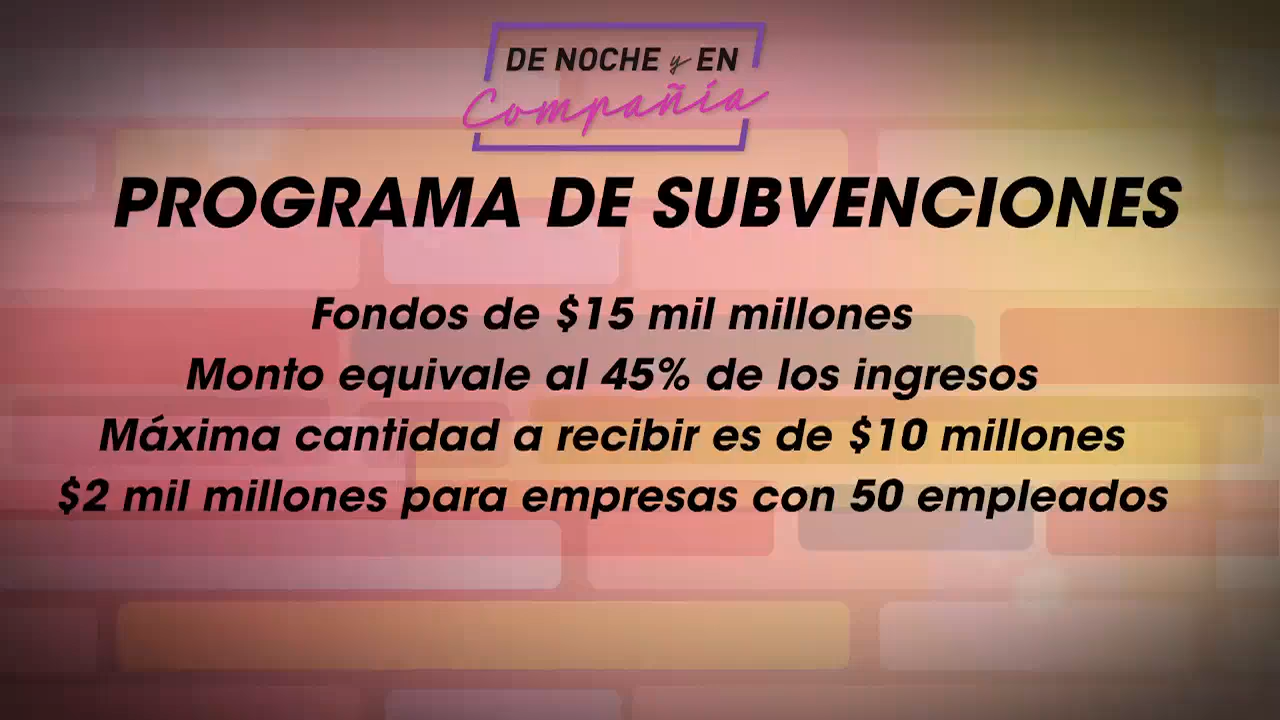 DE NOCHE y EN
Compañía
PROGRAMA DE SUBVENCIONES
Fondos de $15 mil millones
Monto equivale al 45% de los ingresos
Máxima cantidad a recibir es de $10 millones
$2 mil millones para empresas con 50 empleados